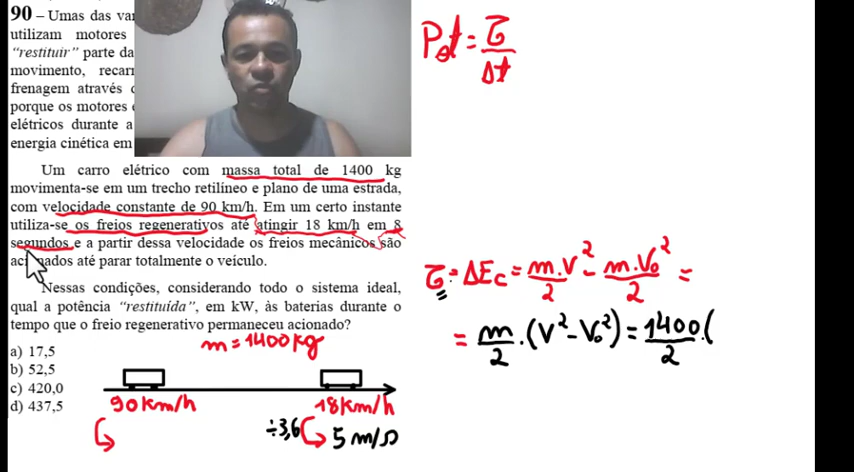 90 – Umas das
utilizam motores
"restituir" parte da
movimento,
frenagem através
porque os motores
elétricos durante a
energia cinética em
Um carro elétrico com massa total de 1400 kg
movimenta-se em um trecho retilíneo e plano de uma estrada,
com velocidade constante de 90 km/h. Em um certo instante
utiliza-se os freios regenerativos até atingir 18 km/h em 8
segundos e a partir dessa velocidade os freios mecânicos são
até parar totalmente o veículo.
Nessas condições, considerando todo o sistema ideal,
qual a potência "restituída", em kW, às baterias durante o
tempo que o freio regenerativo permaneceu acionado?
a) 17,5
b) 52,5
c) 420,0
d) 437,5
m = 1400 kg
90 km/h 18 km/h
÷3,6 5 m/s
Pot = τ/Δt
τ = ΔEc = m.V²/2 - m.V₀²/2 =
= m/2 . (V² - V₀²) = 1400/2 . (